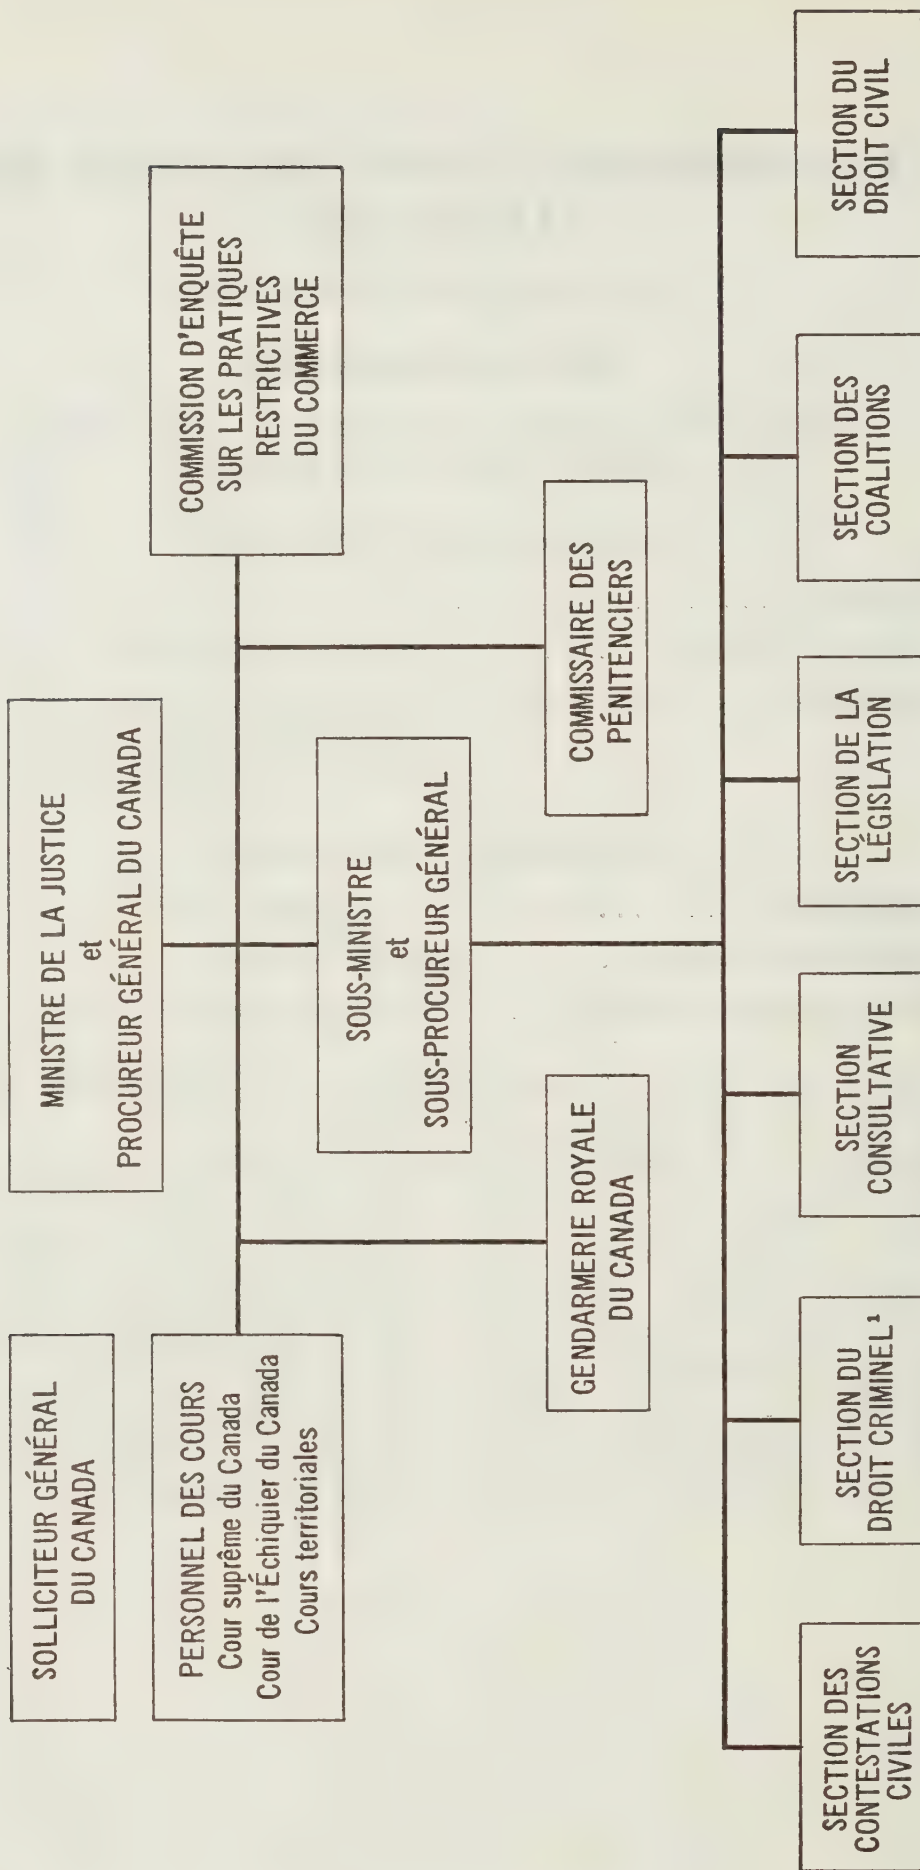 SOLLICITEUR GÉNÉRAL
DU CANADA
MINISTRE DE LA JUSTICE
et
PROCUREUR GÉNÉRAL DU CANADA
PERSONNEL DES COURS
Cour suprême du Canada
Cour de l'Échiquier du Canada
Cours territoriales
COMMISSION D'ENQUÊTE
SUR LES PRATIQUES
RESTRICTIVES
DU COMMERCE
SOUS-MINISTRE
et
SOUS-PROCUREUR GÉNÉRAL
GENDARMERIE ROYALE
DU CANADA
COMMISSAIRE DES
PÉNITENCIERS
SECTION DES
CONTESTATIONS
CIVILES
SECTION DU
DROIT CRIMINEL¹
SECTION
CONSULTATIVE
SECTION DE LA
LÉGISLATION
SECTION DES
COALITIONS
SECTION DU
DROIT CIVIL